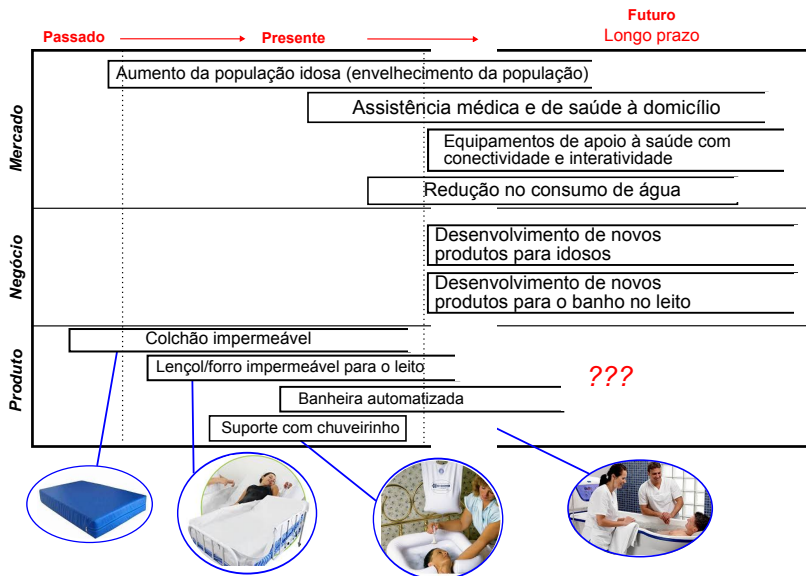 Futuro
Passado
Presente
Longo prazo
Mercado
Aumento da população idosa (envelhecimento da população)
Assistência médica e de saúde à domicílio
Equipamentos de apoio à saúde com
conectividade e interatividade
Redução no consumo de água
Negócio
Desenvolvimento de novos
produtos para idosos
Desenvolvimento de novos
produtos para o banho no leito
Produto
Colchão impermeável
Lençol/forro impermeável para o leito
???
Banheira automatizada
Suporte com chuveirinho